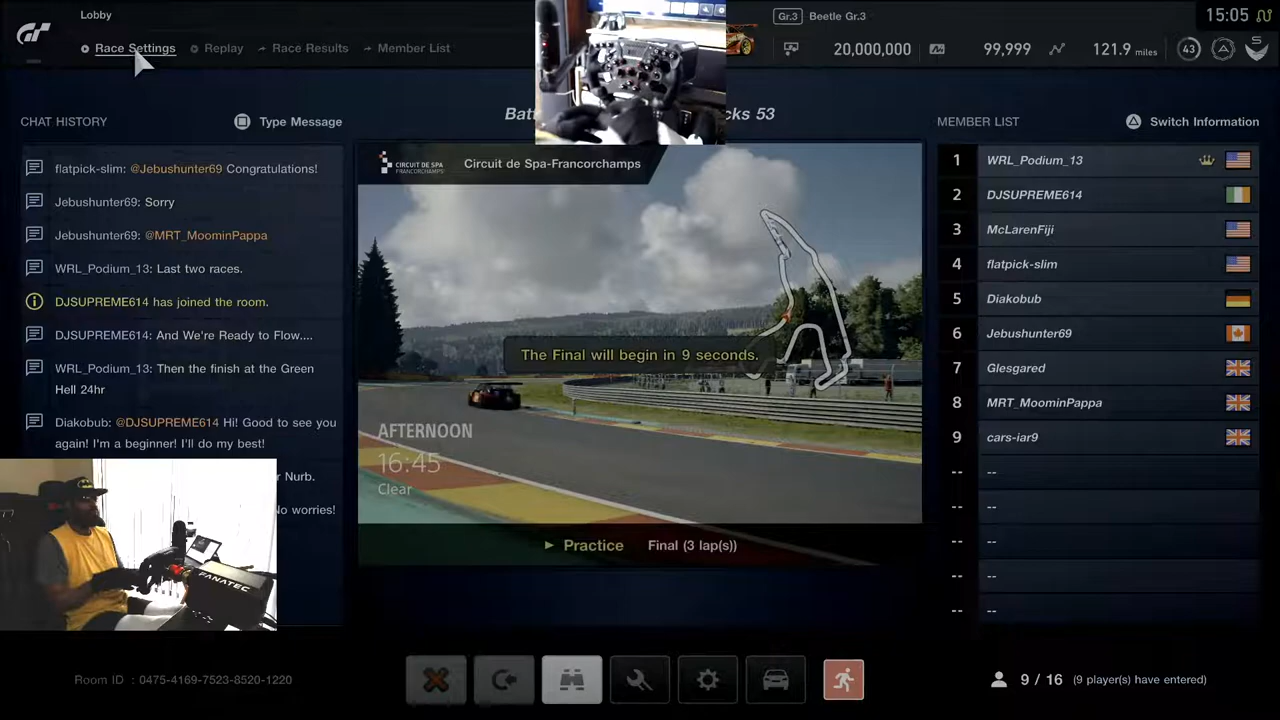 Lobby
Race Settings
Replay
Race Results
Member List
Gr.3
Beetle Gr.3
15:05
20,000,000
99,999
121.9 miles
43
S
CHAT HISTORY
Type Message
cks 53
MEMBER LIST
Switch Information
flatpick-slim: @Jebushunter69 Congratulations!
Jebushunter69: Sorry
Jebushunter69: @MRT_MoominPappa
WRL_Podium_13: Last two races.
DJSUPREME614 has joined the room.
DJSUPREME614: And We're Ready to Flow....
WRL_Podium_13: Then the finish at the Green
Hell 24hr
Diakobub: @DJSUPREME614 Hi! Good to see you
again! I'm a beginner! I'll do my best!
r Nurb.
No worries!
FANATEC
CIRCUIT DE SPA
FRANCORCHAMPS
Circuit de Spa-Francorchamps
The Final will begin in 9 seconds.
AFTERNOON
16:45
Clear
Practice
Final (3 lap(s))
1 WRL_Podium_13
2 DJSUPREME614
3 McLarenFiji
4 flatpick-slim
5 Diakobub
6 Jebushunter69
7 Glesgared
8 MRT_MoominPappa
9 cars-iar9
-- --
-- --
-- --
-- --
-- --
Room ID : 0475-4169-7523-8520-1220
9 / 16 (9 player(s) have entered)